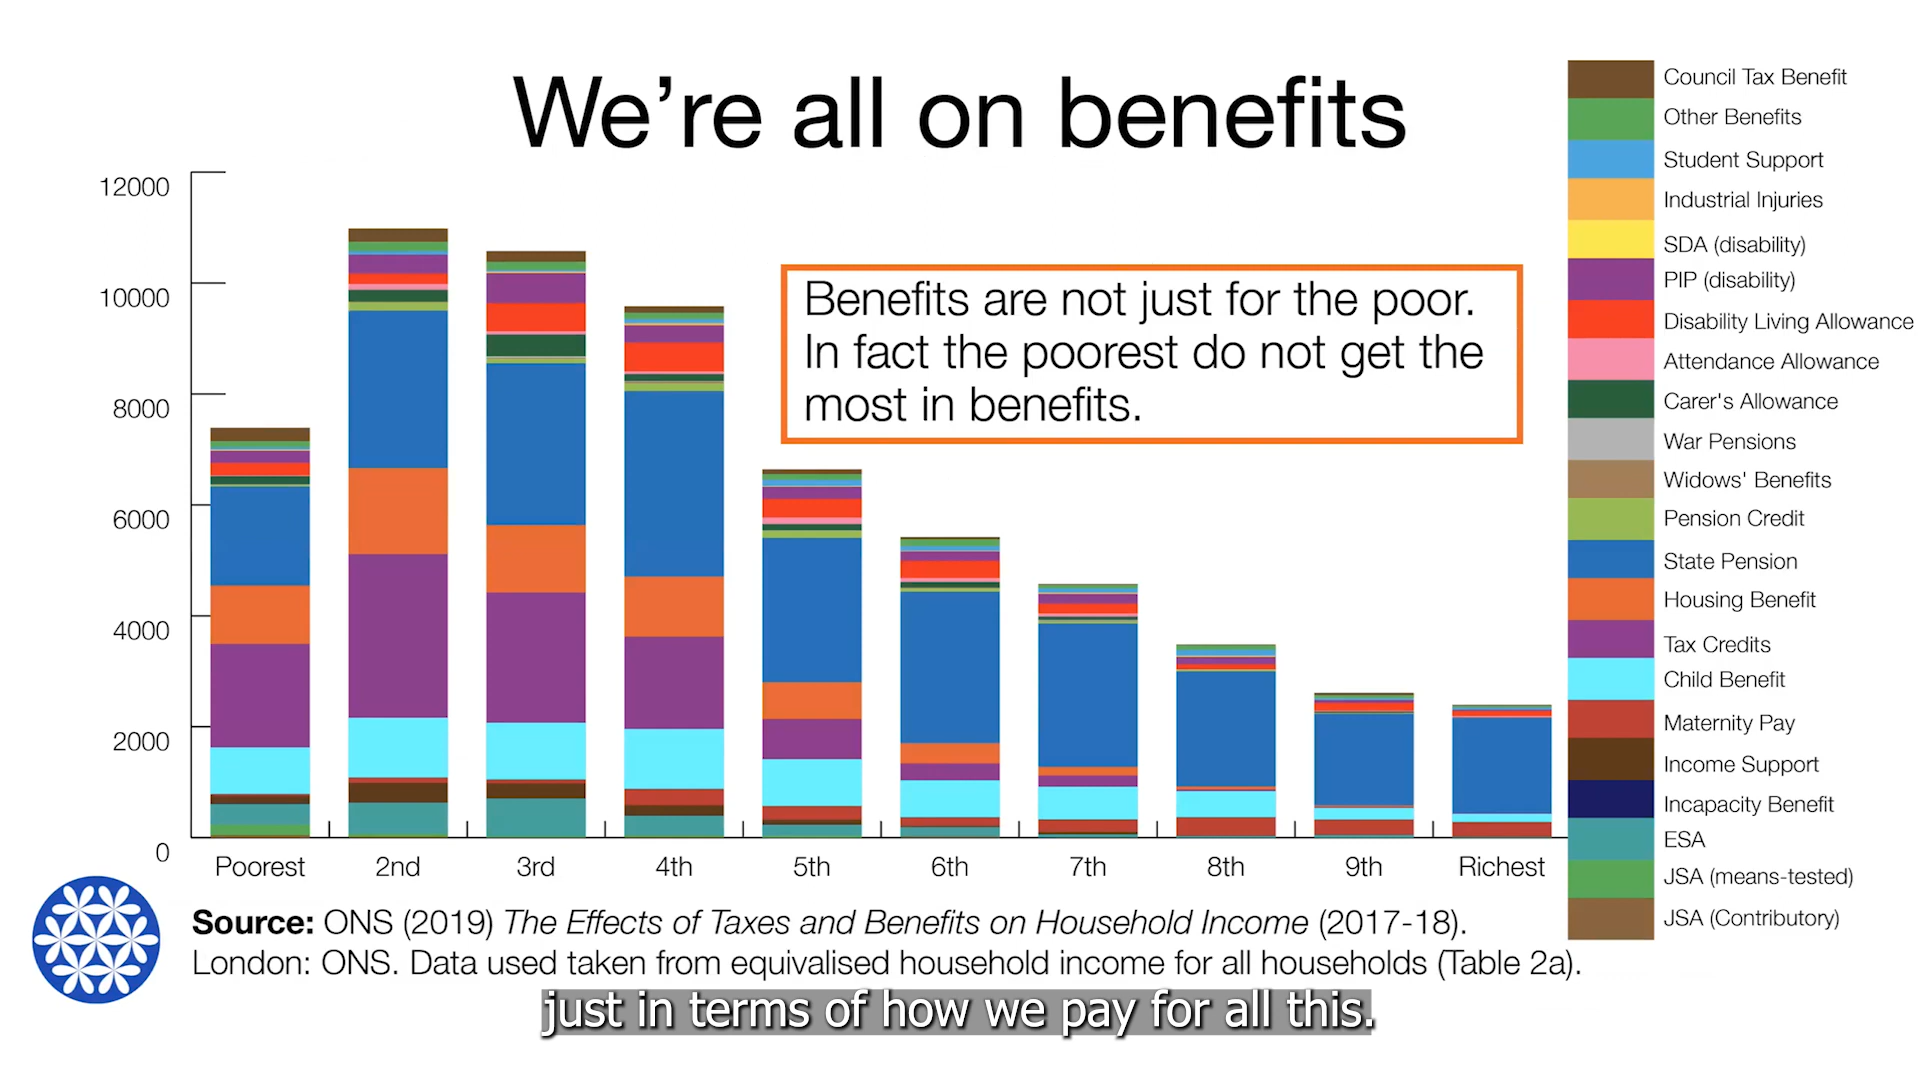 We're all on benefits
12000
10000
8000
6000
4000
2000
0
Benefits are not just for the poor.
In fact the poorest do not get the
most in benefits.
Poorest
2nd
3rd
4th
5th
6th
7th
8th
9th
Richest
Council Tax Benefit
Other Benefits
Student Support
Industrial Injuries
SDA (disability)
PIP (disability)
Disability Living Allowance
Attendance Allowance
Carer's Allowance
War Pensions
Widows' Benefits
Pension Credit
State Pension
Housing Benefit
Tax Credits
Child Benefit
Maternity Pay
Income Support
Incapacity Benefit
ESA
JSA (means-tested)
JSA (Contributory)
Source: ONS (2019) The Effects of Taxes and Benefits on Household Income (2017-18).
London: ONS. Data used taken from equivalised household income for all households (Table 2a).
just in terms of how we pay for all this.